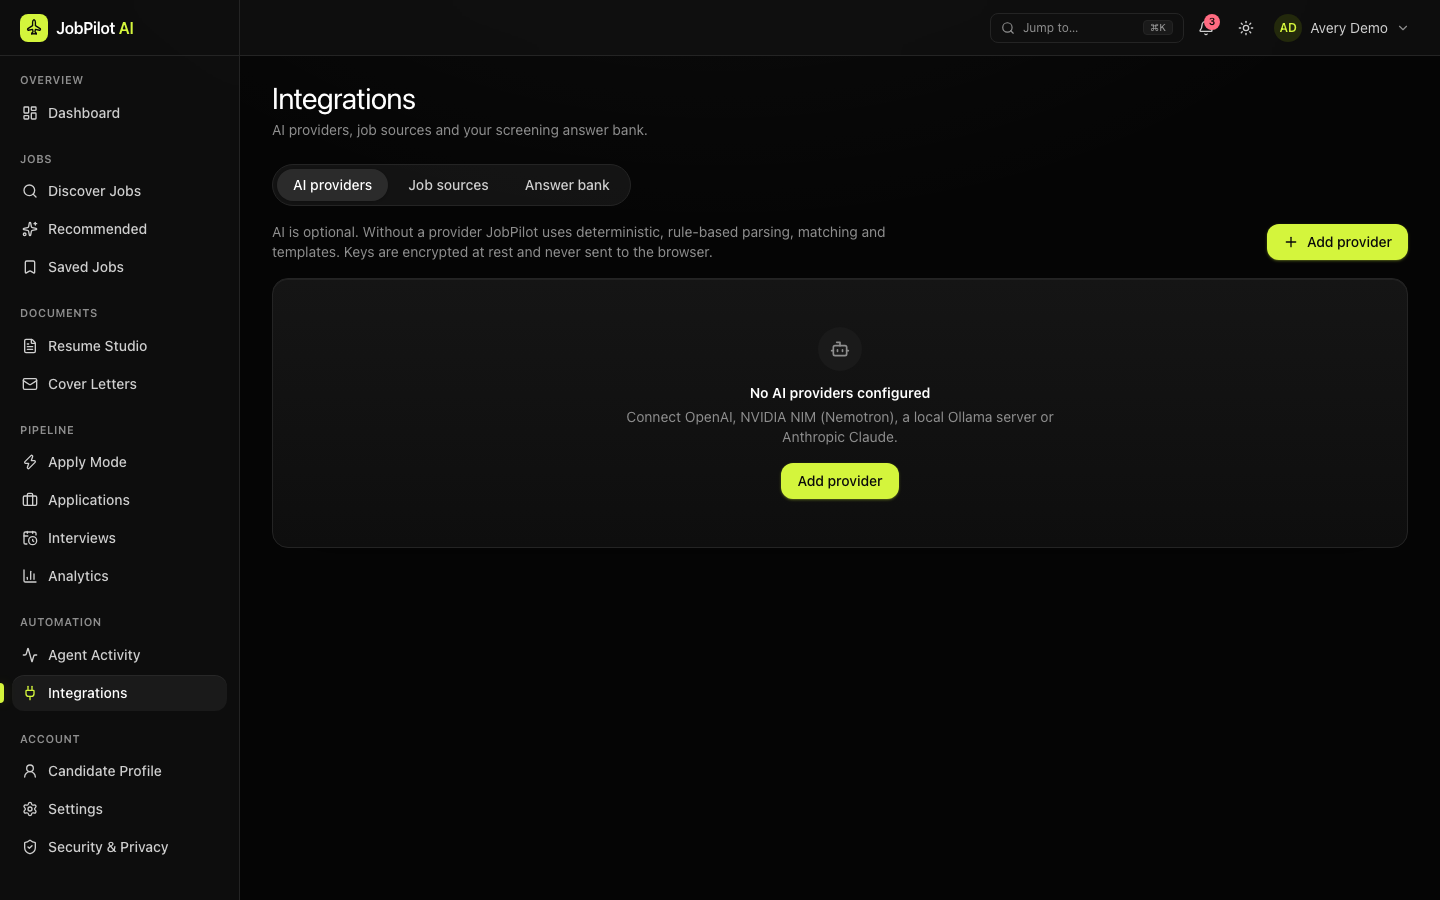 JobPilot AI
Jump to...
⌘K
3
AD
Avery Demo
OVERVIEW
Dashboard
JOBS
Discover Jobs
Recommended
Saved Jobs
DOCUMENTS
Resume Studio
Cover Letters
PIPELINE
Apply Mode
Applications
Interviews
Analytics
AUTOMATION
Agent Activity
Integrations
ACCOUNT
Candidate Profile
Settings
Security & Privacy
Integrations
AI providers, job sources and your screening answer bank.
AI providers
Job sources
Answer bank
AI is optional. Without a provider JobPilot uses deterministic, rule-based parsing, matching and
templates. Keys are encrypted at rest and never sent to the browser.
Add provider
No AI providers configured
Connect OpenAI, NVIDIA NIM (Nemotron), a local Ollama server or
Anthropic Claude.
Add provider